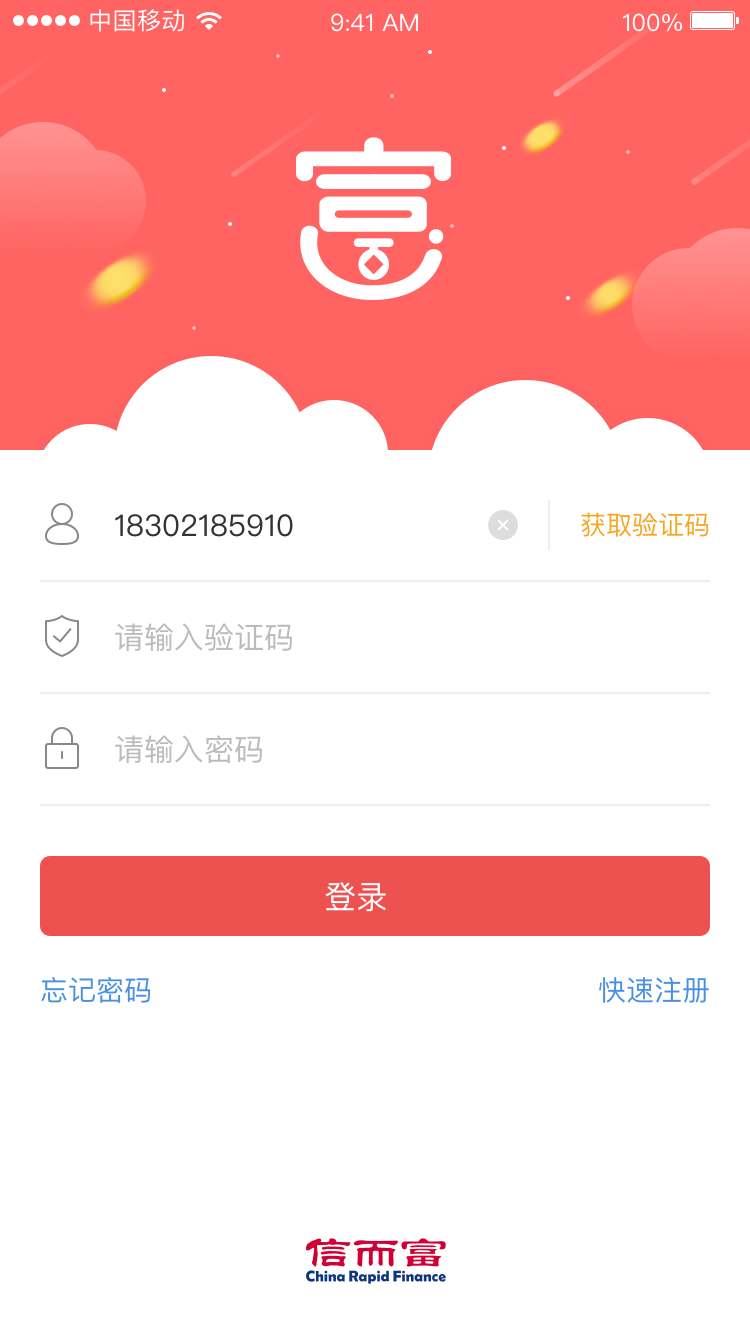 中国移动 9:41 AM 100%
18302185910 获取验证码
请输入验证码
请输入密码
登录
忘记密码 快速注册
信而富
China Rapid Finance